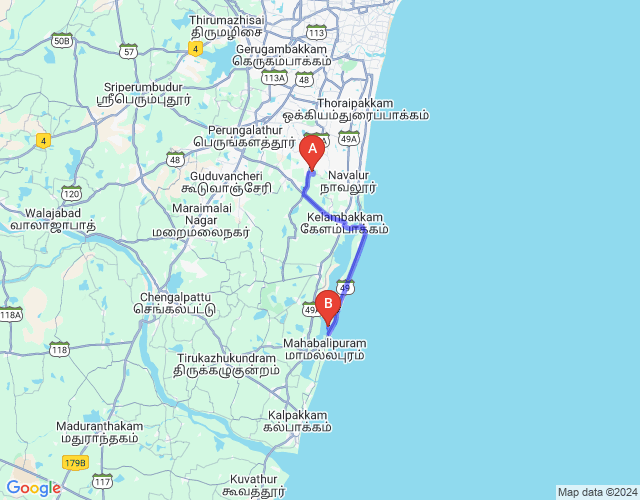 Thirumazhisai
திருமழிசை
113
50B
57
4
Gerugambakkam
கெருகம்பாக்கம்
Sriperumbudur
ஸ்ரீபெரும்புதூர்
113A
48
Thoraipakkam
ஒக்கியம்துரைப்பாக்கம்
Perungalathur
பெருங்களத்தூர்
49A
4
A
48
Guduvancheri
கூடுவாஞ்சேரி
Navalur
நாவலூர்
120
Walajabad
வாலாஜாபாத்
Maraimalai
Nagar
மறைமலைநகர்
Kelambakkam
கேளம்பாக்கம்
Chengalpattu
செங்கல்பட்டு
49
B
49A
118A
118
Mahabalipuram
மாமல்லபுரம்
Tirukazhukundram
திருக்கழுகுன்றம்
Kalpakkam
கல்பாக்கம்
Maduranthakam
மதுராந்தகம்
179B
117
Kuvathur
கூவத்தூர்
Google
Map data ©2024